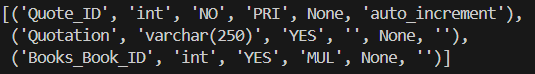 [('Quote_ID', 'int', 'NO', 'PRI', None, 'auto_increment'),
('Quotation', 'varchar(250)', 'YES', '', None, ''),
('Books_Book_ID', 'int', 'YES', 'MUL', None, '')]